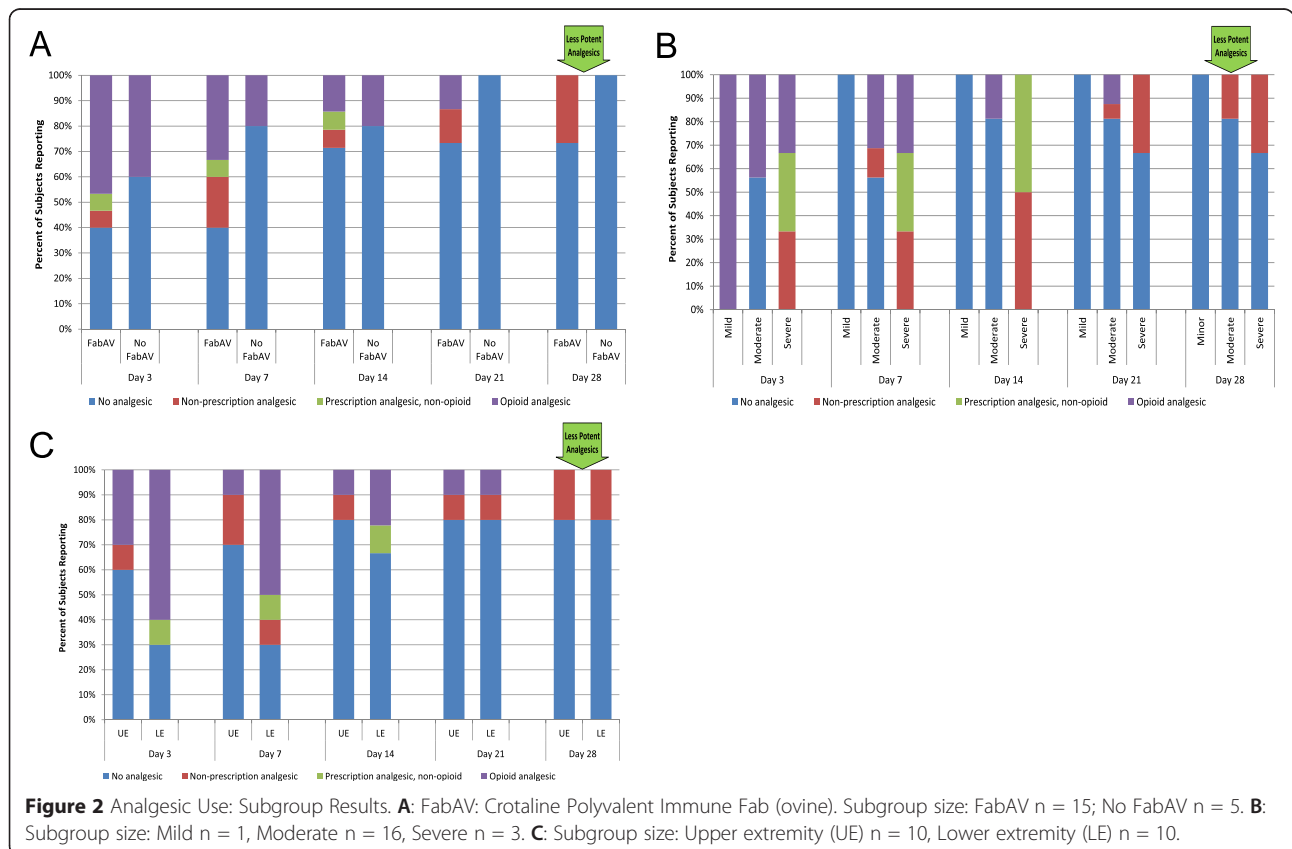 A
Less Potent
Analgesics
Percent of Subjects Reporting
100%
90%
80%
70%
60%
50%
40%
30%
20%
10%
0%
FabAV No FabAV FabAV No FabAV FabAV No FabAV FabAV No FabAV FabAV No FabAV
Day 3 Day 7 Day 14 Day 21 Day 28
No analgesic Non-prescription analgesic Prescription analgesic, non-opioid Opioid analgesic
B
Less Potent
Analgesics
Percent of Subjects Reporting
100%
90%
80%
70%
60%
50%
40%
30%
20%
10%
0%
Mild Moderate Severe Mild Moderate Severe Mild Moderate Severe Mild Moderate Severe Minor Moderate Severe
Day 3 Day 7 Day 14 Day 21 Day 28
No analgesic Non-prescription analgesic Prescription analgesic, non-opioid Opioid analgesic
C
Less Potent
Analgesics
Percent of Subjects Reporting
100%
90%
80%
70%
60%
50%
40%
30%
20%
10%
0%
UE LE UE LE UE LE UE LE UE LE
Day 3 Day 7 Day 14 Day 21 Day 28
No analgesic Non-prescription analgesic Prescription analgesic, non-opioid Opioid analgesic
Figure 2 Analgesic Use: Subgroup Results. A: FabAV: Crotaline Polyvalent Immune Fab (ovine). Subgroup size: FabAV n = 15; No FabAV n = 5. B:
Subgroup size: Mild n = 1, Moderate n = 16, Severe n = 3. C: Subgroup size: Upper extremity (UE) n = 10, Lower extremity (LE) n = 10.